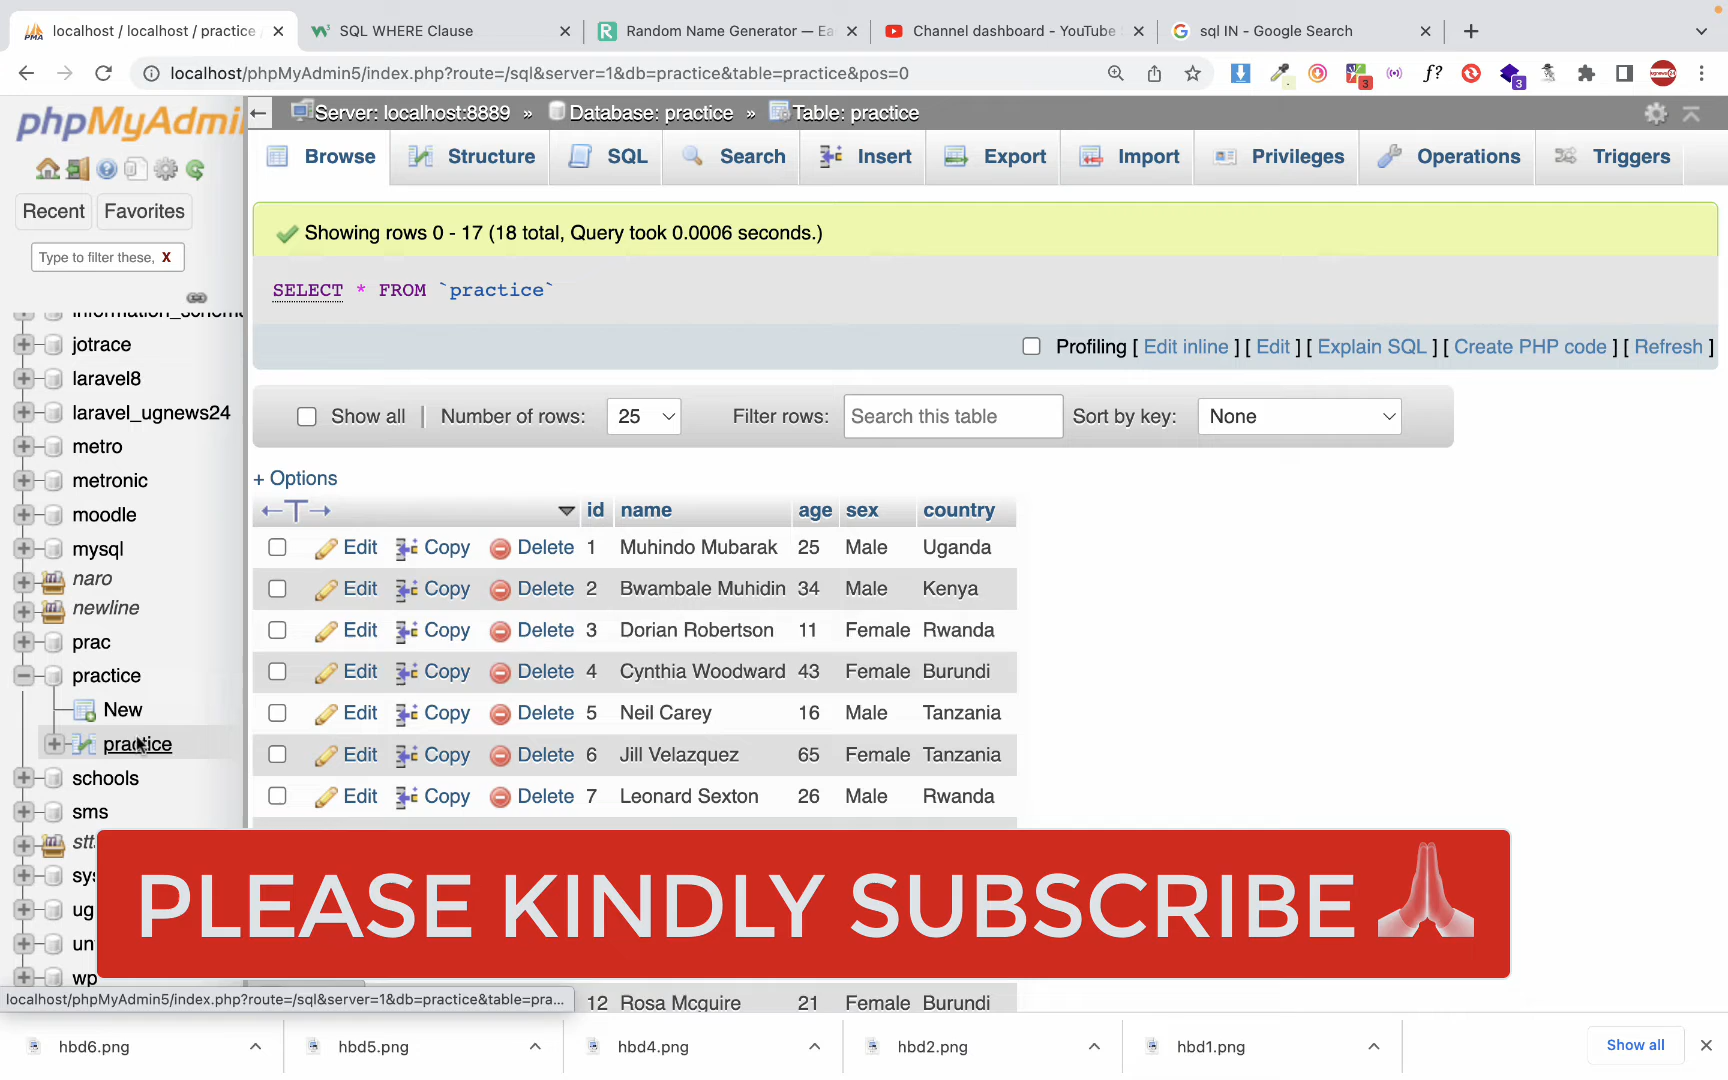 localhost / localhost / practice /
SQL WHERE Clause
Random Name Generator — Ea
Channel dashboard - YouTube S
sql IN - Google Search
localhost/phpMyAdmin5/index.php?route=/sql&server=1&db=practice&table=practice&pos=0
3
f?
3
phpMyAdmin
Server: localhost:8889 » Database: practice » Table: practice
Browse
Structure
SQL
Search
Insert
Export
Import
Privileges
Operations
Triggers
Recent
Favorites
Type to filter these, X
information_schema
jotrace
laravel8
laravel_ugnews24
metro
metronic
moodle
mysql
naro
newline
prac
practice
New
practice
schools
sms
stt
sys
ug
un
wp
Showing rows 0 - 17 (18 total, Query took 0.0006 seconds.)
SELECT * FROM `practice`
Profiling [ Edit inline ] [ Edit ] [ Explain SQL ] [ Create PHP code ] [ Refresh ]
Show all | Number of rows: 25 Filter rows: Search this table Sort by key: None
+ Options
id name age sex country
Edit Copy Delete 1 Muhindo Mubarak 25 Male Uganda
Edit Copy Delete 2 Bwambale Muhidin 34 Male Kenya
Edit Copy Delete 3 Dorian Robertson 11 Female Rwanda
Edit Copy Delete 4 Cynthia Woodward 43 Female Burundi
Edit Copy Delete 5 Neil Carey 16 Male Tanzania
Edit Copy Delete 6 Jill Velazquez 65 Female Tanzania
Edit Copy Delete 7 Leonard Sexton 26 Male Rwanda
PLEASE KINDLY SUBSCRIBE
12 Rosa Mcguire 21 Female Burundi
localhost/phpMyAdmin5/index.php?route=/sql&server=1&db=practice&table=pra...
hbd6.png
hbd5.png
hbd4.png
hbd2.png
hbd1.png
Show all